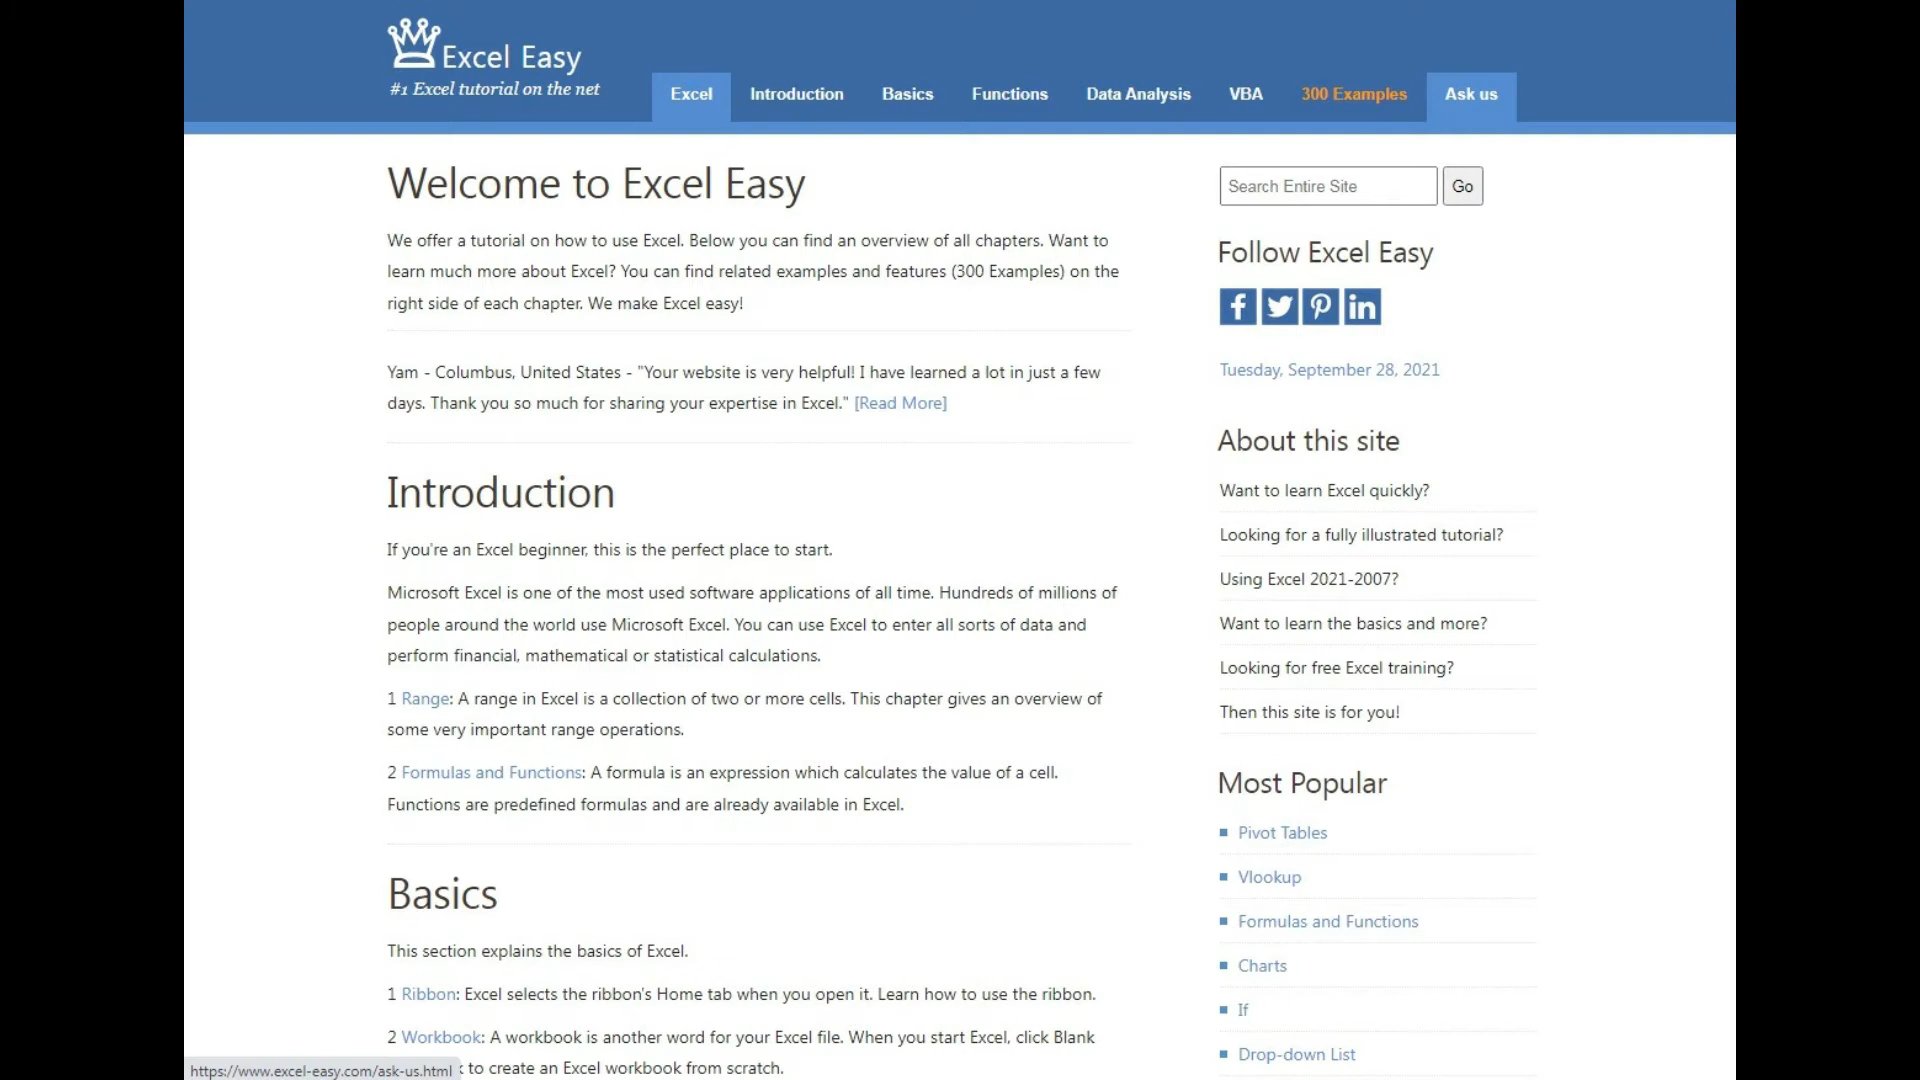 Excel Easy
#1 Excel tutorial on the net
Excel Introduction Basics Functions Data Analysis VBA 300 Examples Ask us
Welcome to Excel Easy
We offer a tutorial on how to use Excel. Below you can find an overview of all chapters. Want to
learn much more about Excel? You can find related examples and features (300 Examples) on the
right side of each chapter. We make Excel easy!
Yam - Columbus, United States - "Your website is very helpful! I have learned a lot in just a few
days. Thank you so much for sharing your expertise in Excel." [Read More]
Introduction
If you're an Excel beginner, this is the perfect place to start.
Microsoft Excel is one of the most used software applications of all time. Hundreds of millions of
people around the world use Microsoft Excel. You can use Excel to enter all sorts of data and
perform financial, mathematical or statistical calculations.
1 Range: A range in Excel is a collection of two or more cells. This chapter gives an overview of
some very important range operations.
2 Formulas and Functions: A formula is an expression which calculates the value of a cell.
Functions are predefined formulas and are already available in Excel.
Basics
This section explains the basics of Excel.
1 Ribbon: Excel selects the ribbon's Home tab when you open it. Learn how to use the ribbon.
2 Workbook: A workbook is another word for your Excel file. When you start Excel, click Blank
to create an Excel workbook from scratch.
https://www.excel-easy.com/ask-us.html
Search Entire Site Go
Follow Excel Easy
Tuesday, September 28, 2021
About this site
Want to learn Excel quickly?
Looking for a fully illustrated tutorial?
Using Excel 2021-2007?
Want to learn the basics and more?
Looking for free Excel training?
Then this site is for you!
Most Popular
Pivot Tables
Vlookup
Formulas and Functions
Charts
If
Drop-down List